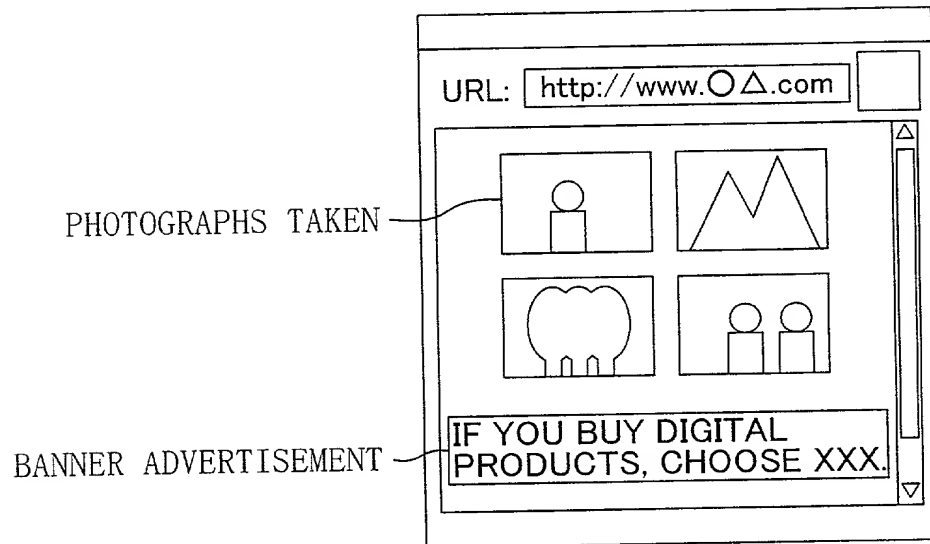 URL: http://www.○△.com
PHOTOGRAPHS TAKEN
IF YOU BUY DIGITAL
PRODUCTS, CHOOSE XXX.
BANNER ADVERTISEMENT